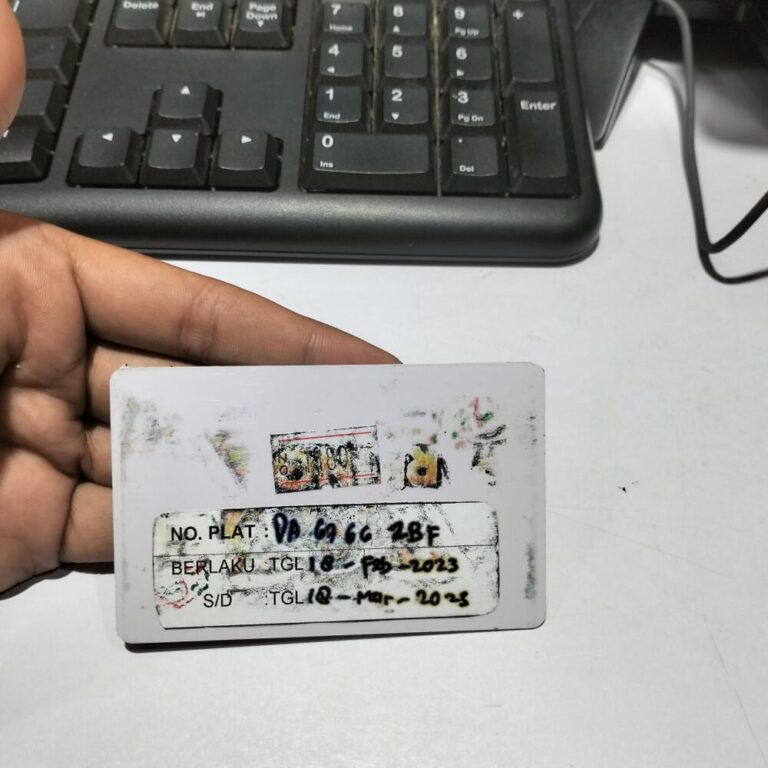 Delete End Page Down
7 Home 8 9 Pg Up +
4 5 6
1 End 2 3 Pg Dn Enter
0 Ins . Del
NO. PLAT : DA 6966 ZBF
BERLAKU :TGL 18 - Feb - 2023
S/D :TGL 18 - Mar - 2025